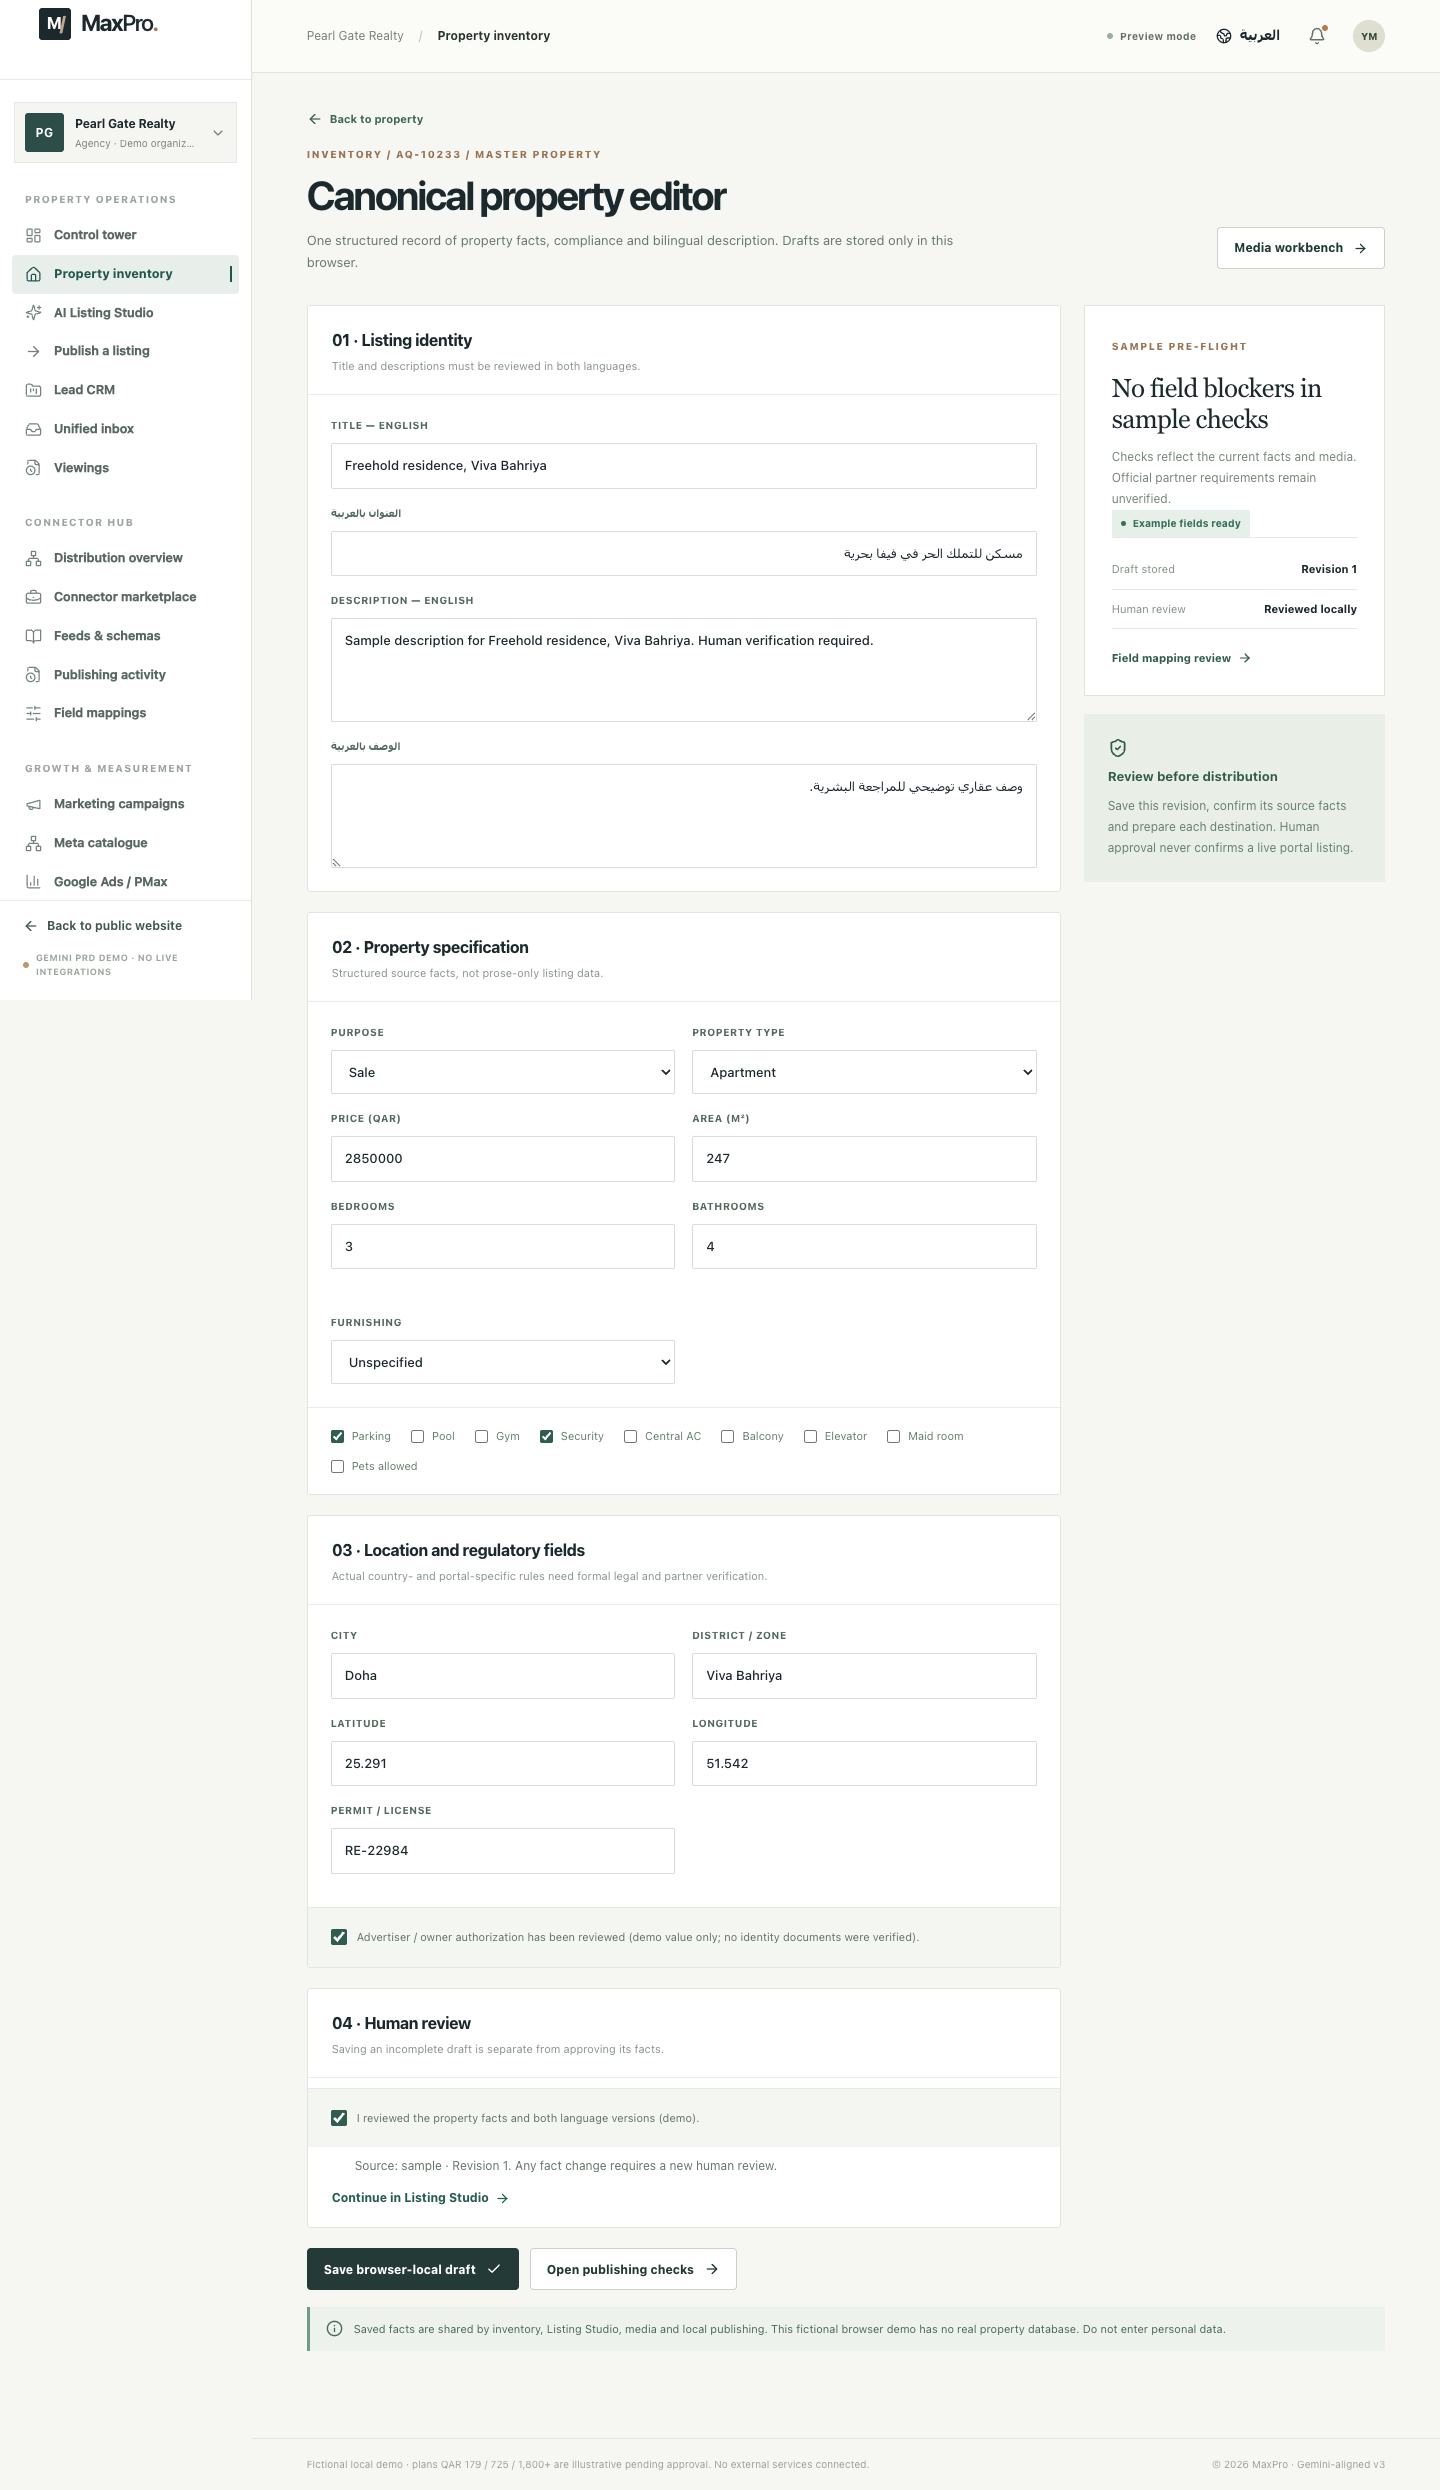 M/ MaxPro.
Pearl Gate Realty / Property inventory
Preview mode
العربية
YM
PG
Pearl Gate Realty
Agency · Demo organiz...
PROPERTY OPERATIONS
Control tower
Property inventory
AI Listing Studio
Publish a listing
Lead CRM
Unified inbox
Viewings
CONNECTOR HUB
Distribution overview
Connector marketplace
Feeds & schemas
Publishing activity
Field mappings
GROWTH & MEASUREMENT
Marketing campaigns
Meta catalogue
Google Ads / PMax
Back to public website
GEMINI PRD DEMO · NO LIVE
INTEGRATIONS
Back to property
INVENTORY / AQ-10233 / MASTER PROPERTY
Canonical property editor
One structured record of property facts, compliance and bilingual description. Drafts are stored only in this
browser.
Media workbench
01 · Listing identity
Title and descriptions must be reviewed in both languages.
TITLE — ENGLISH
Freehold residence, Viva Bahriya
العنوان بالعربية
مسكن للتملك الحر في فيفا بحرية
DESCRIPTION — ENGLISH
Sample description for Freehold residence, Viva Bahriya. Human verification required.
الوصف بالعربية
وصف عقاري توضيحي للمراجعة البشرية.
SAMPLE PRE-FLIGHT
No field blockers in
sample checks
Checks reflect the current facts and media.
Official partner requirements remain
unverified.
Example fields ready
Draft stored Revision 1
Human review Reviewed locally
Field mapping review
Review before distribution
Save this revision, confirm its source facts
and prepare each destination. Human
approval never confirms a live portal listing.
02 · Property specification
Structured source facts, not prose-only listing data.
PURPOSE PROPERTY TYPE
Sale Apartment
PRICE (QAR) AREA (M²)
2850000 247
BEDROOMS BATHROOMS
3 4
FURNISHING
Unspecified
Parking Pool Gym Security Central AC Balcony Elevator Maid room
Pets allowed
03 · Location and regulatory fields
Actual country- and portal-specific rules need formal legal and partner verification.
CITY DISTRICT / ZONE
Doha Viva Bahriya
LATITUDE LONGITUDE
25.291 51.542
PERMIT / LICENSE
RE-22984
Advertiser / owner authorization has been reviewed (demo value only; no identity documents were verified).
04 · Human review
Saving an incomplete draft is separate from approving its facts.
I reviewed the property facts and both language versions (demo).
Source: sample · Revision 1. Any fact change requires a new human review.
Continue in Listing Studio
Save browser-local draft Open publishing checks
Saved facts are shared by inventory, Listing Studio, media and local publishing. This fictional browser demo has no real property database. Do not enter personal data.
Fictional local demo · plans QAR 179 / 725 / 1,800+ are illustrative pending approval. No external services connected.
© 2026 MaxPro · Gemini-aligned v3